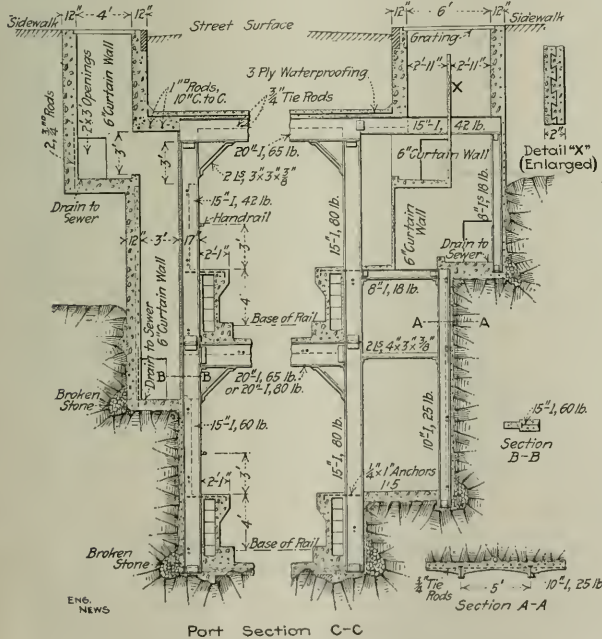 12" 4' 12"
Sidewalk
Street Surface
12" 6' 12"
Sidewalk
Grating
2'-11" 2'-11"
X
2, 3/4"□ Rods
2'x3' Openings
6" Curtain Wall
1"□ Rods,
10" C. to C.
3 Ply Waterproofing
3/4" Tie Rods
15"-I, 42 lb.
2"
Detail "X"
(Enlarged)
3'
3'
20"-I, 65 lb.
2 Ls, 3"x3"x3/8"
6" Curtain Wall
8"-I, 18 lb.
15"-I, 42 lb.
Handrail
15"-I, 80 lb.
6" Curtain
Wall
Drain to
Sewer
12" 3' 17"
2'-1"
3'
4'
Drain to
Sewer
6" Curtain Wall
Drain to Sewer
8"-I, 18 lb.
Base of Rail
A A
2 Ls 4"x3"x3/8"
B B
20"-I, 65 lb.
or 20"-I, 80 lb.
Broken
Stone
15"-I, 60 lb.
15"-I, 80 lb.
10"-I, 25 lb.
15"-I, 60 lb.
Section
B-B
2'-1"
3'
4'
1/4"x1" Anchors
1:5
Base of Rail
Broken
Stone
3/4" Tie
Rods
5'
10"-I, 25 lb.
Section A-A
ENG.
NEWS
Part Section C-C